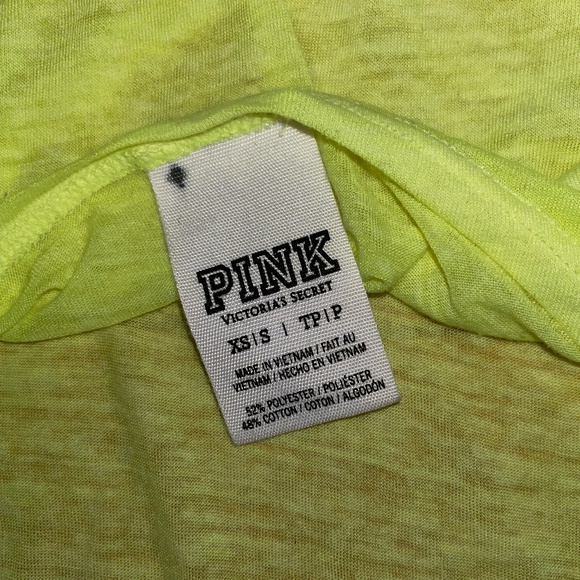 PINK
VICTORIA'S SECRET
XS|S | TP|P
MADE IN VIETNAM / FAIT AU
VIETNAM / HECHO EN VIETNAM
52% POLYESTER / POLIÉSTER
48% COTTON / COTON / ALGODÓN